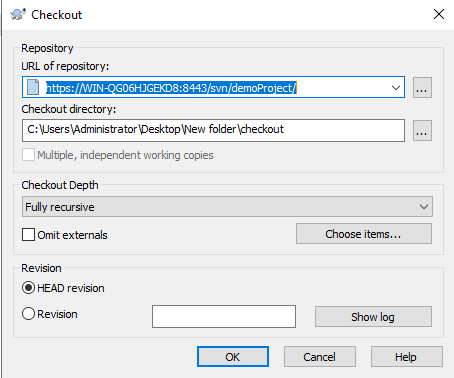 Checkout
Repository
URL of repository:
https://WIN-QG06HJGEKD8:8443/svn/demoProject/
...
Checkout directory:
C:\Users\Administrator\Desktop\New folder\checkout
...
Multiple, independent working copies
Checkout Depth
Fully recursive
Omit externals
Choose items...
Revision
HEAD revision
Revision
Show log
OK
Cancel
Help